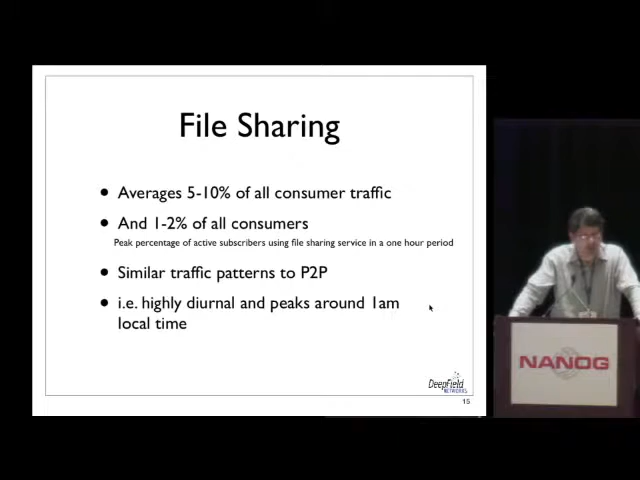 File Sharing
• Averages 5-10% of all consumer traffic
• And 1-2% of all consumers
Peak percentage of active subscribers using file sharing service in a one hour period
• Similar traffic patterns to P2P
• i.e. highly diurnal and peaks around 1am
local time
DeepField
NETWORKS
15
NANOG